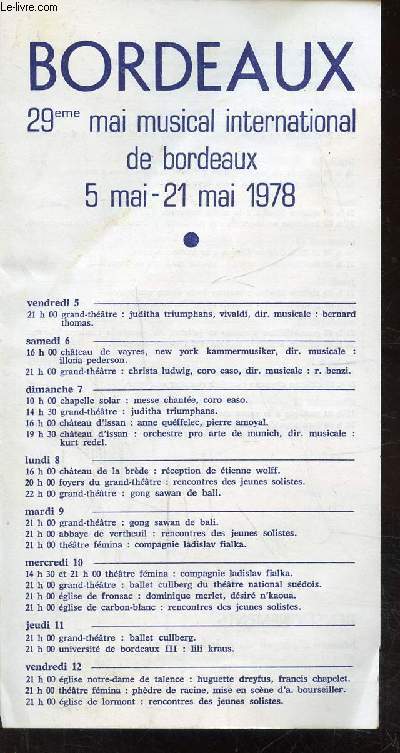 www.Le-Livre.com
BORDEAUX
29eme mai musical international
de bordeaux
5 mai-21 mai 1978
vendredi 5
21 h 00 grand-théâtre : juditha triumphans, vivaldi, dir. musicale : bernard
thomas.
samedi 6
16 h 00 château de vayres, new york kammermusiker, dir. musicale :
illona pederson.
21 h 00 grand-théâtre : christa ludwig, coro easo, dir. musicale : r. benzi.
dimanche 7
10 h 00 chapelle solar : messe chantée, coro easo.
14 h 30 grand-théâtre : juditha triumphans.
16 h 00 château d'issan : anne queffelec, pierre amoyal.
19 h 30 château d'issan : orchestre pro arte de munich, dir. musicale :
kurt redel.
lundi 8
16 h 00 château de la brède : réception de étienne wolff.
20 h 00 foyers du grand-théâtre : rencontres des jeunes solistes.
22 h 00 grand-théâtre : gong sawan de bali.
mardi 9
21 h 00 grand-théâtre : gong sawan de bali.
21 h 00 abbaye de vertheuil : rencontres des jeunes solistes.
21 h 00 théâtre fémina : compagnie ladislav fialka.
mercredi 10
14 h 30 et 21 h 00 théâtre fémina : compagnie ladislav fialka.
21 h 00 grand-théâtre : ballet cullberg du théâtre national suédois.
21 h 00 église de fronsac : dominique merlet, désiré n'kaoua.
21 h 00 église de carbon-blanc : rencontres des jeunes solistes.
jeudi 11
21 h 00 grand-théâtre : ballet cullberg.
21 h 00 université de bordeaux III : lili kraus.
vendredi 12
21 h 00 église notre-dame de talence : huguette dreyfus, francis chapelet.
21 h 00 théâtre fémina : phèdre de racine, mise en scène d'a. bourseiller.
21 h 00 église de lormont : rencontres des jeunes solistes.